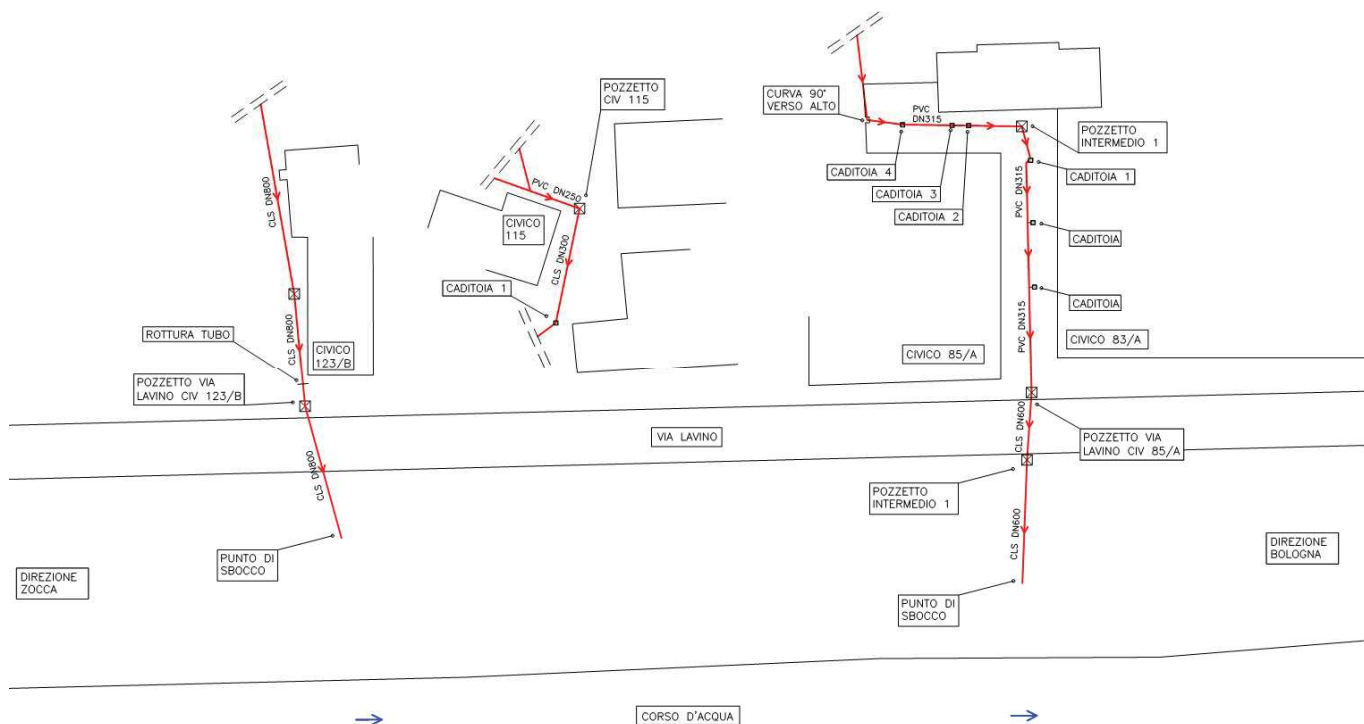 POZZETTO
CIV 115
CURVA 90°
VERSO ALTO
PVC
DN315
POZZETTO
INTERMEDIO 1
CADITOIA 4
CADITOIA 3
CADITOIA 2
CADITOIA 1
PVC DN315
CADITOIA
CADITOIA
PVC DN315
CLS DN800
PVC DN250
CIVICO
115
CLS DN300
CADITOIA 1
CLS DN800
ROTTURA TUBO
CIVICO
123/B
POZZETTO VIA
LAVINO CIV 123/B
CIVICO 85/A
CIVICO 83/A
VIA LAVINO
CLS DN600
POZZETTO VIA
LAVINO CIV 85/A
CLS DN800
POZZETTO
INTERMEDIO 1
CLS DN600
PUNTO DI
SBOCCO
DIREZIONE
ZOCCA
DIREZIONE
BOLOGNA
PUNTO DI
SBOCCO
CORSO D'ACQUA